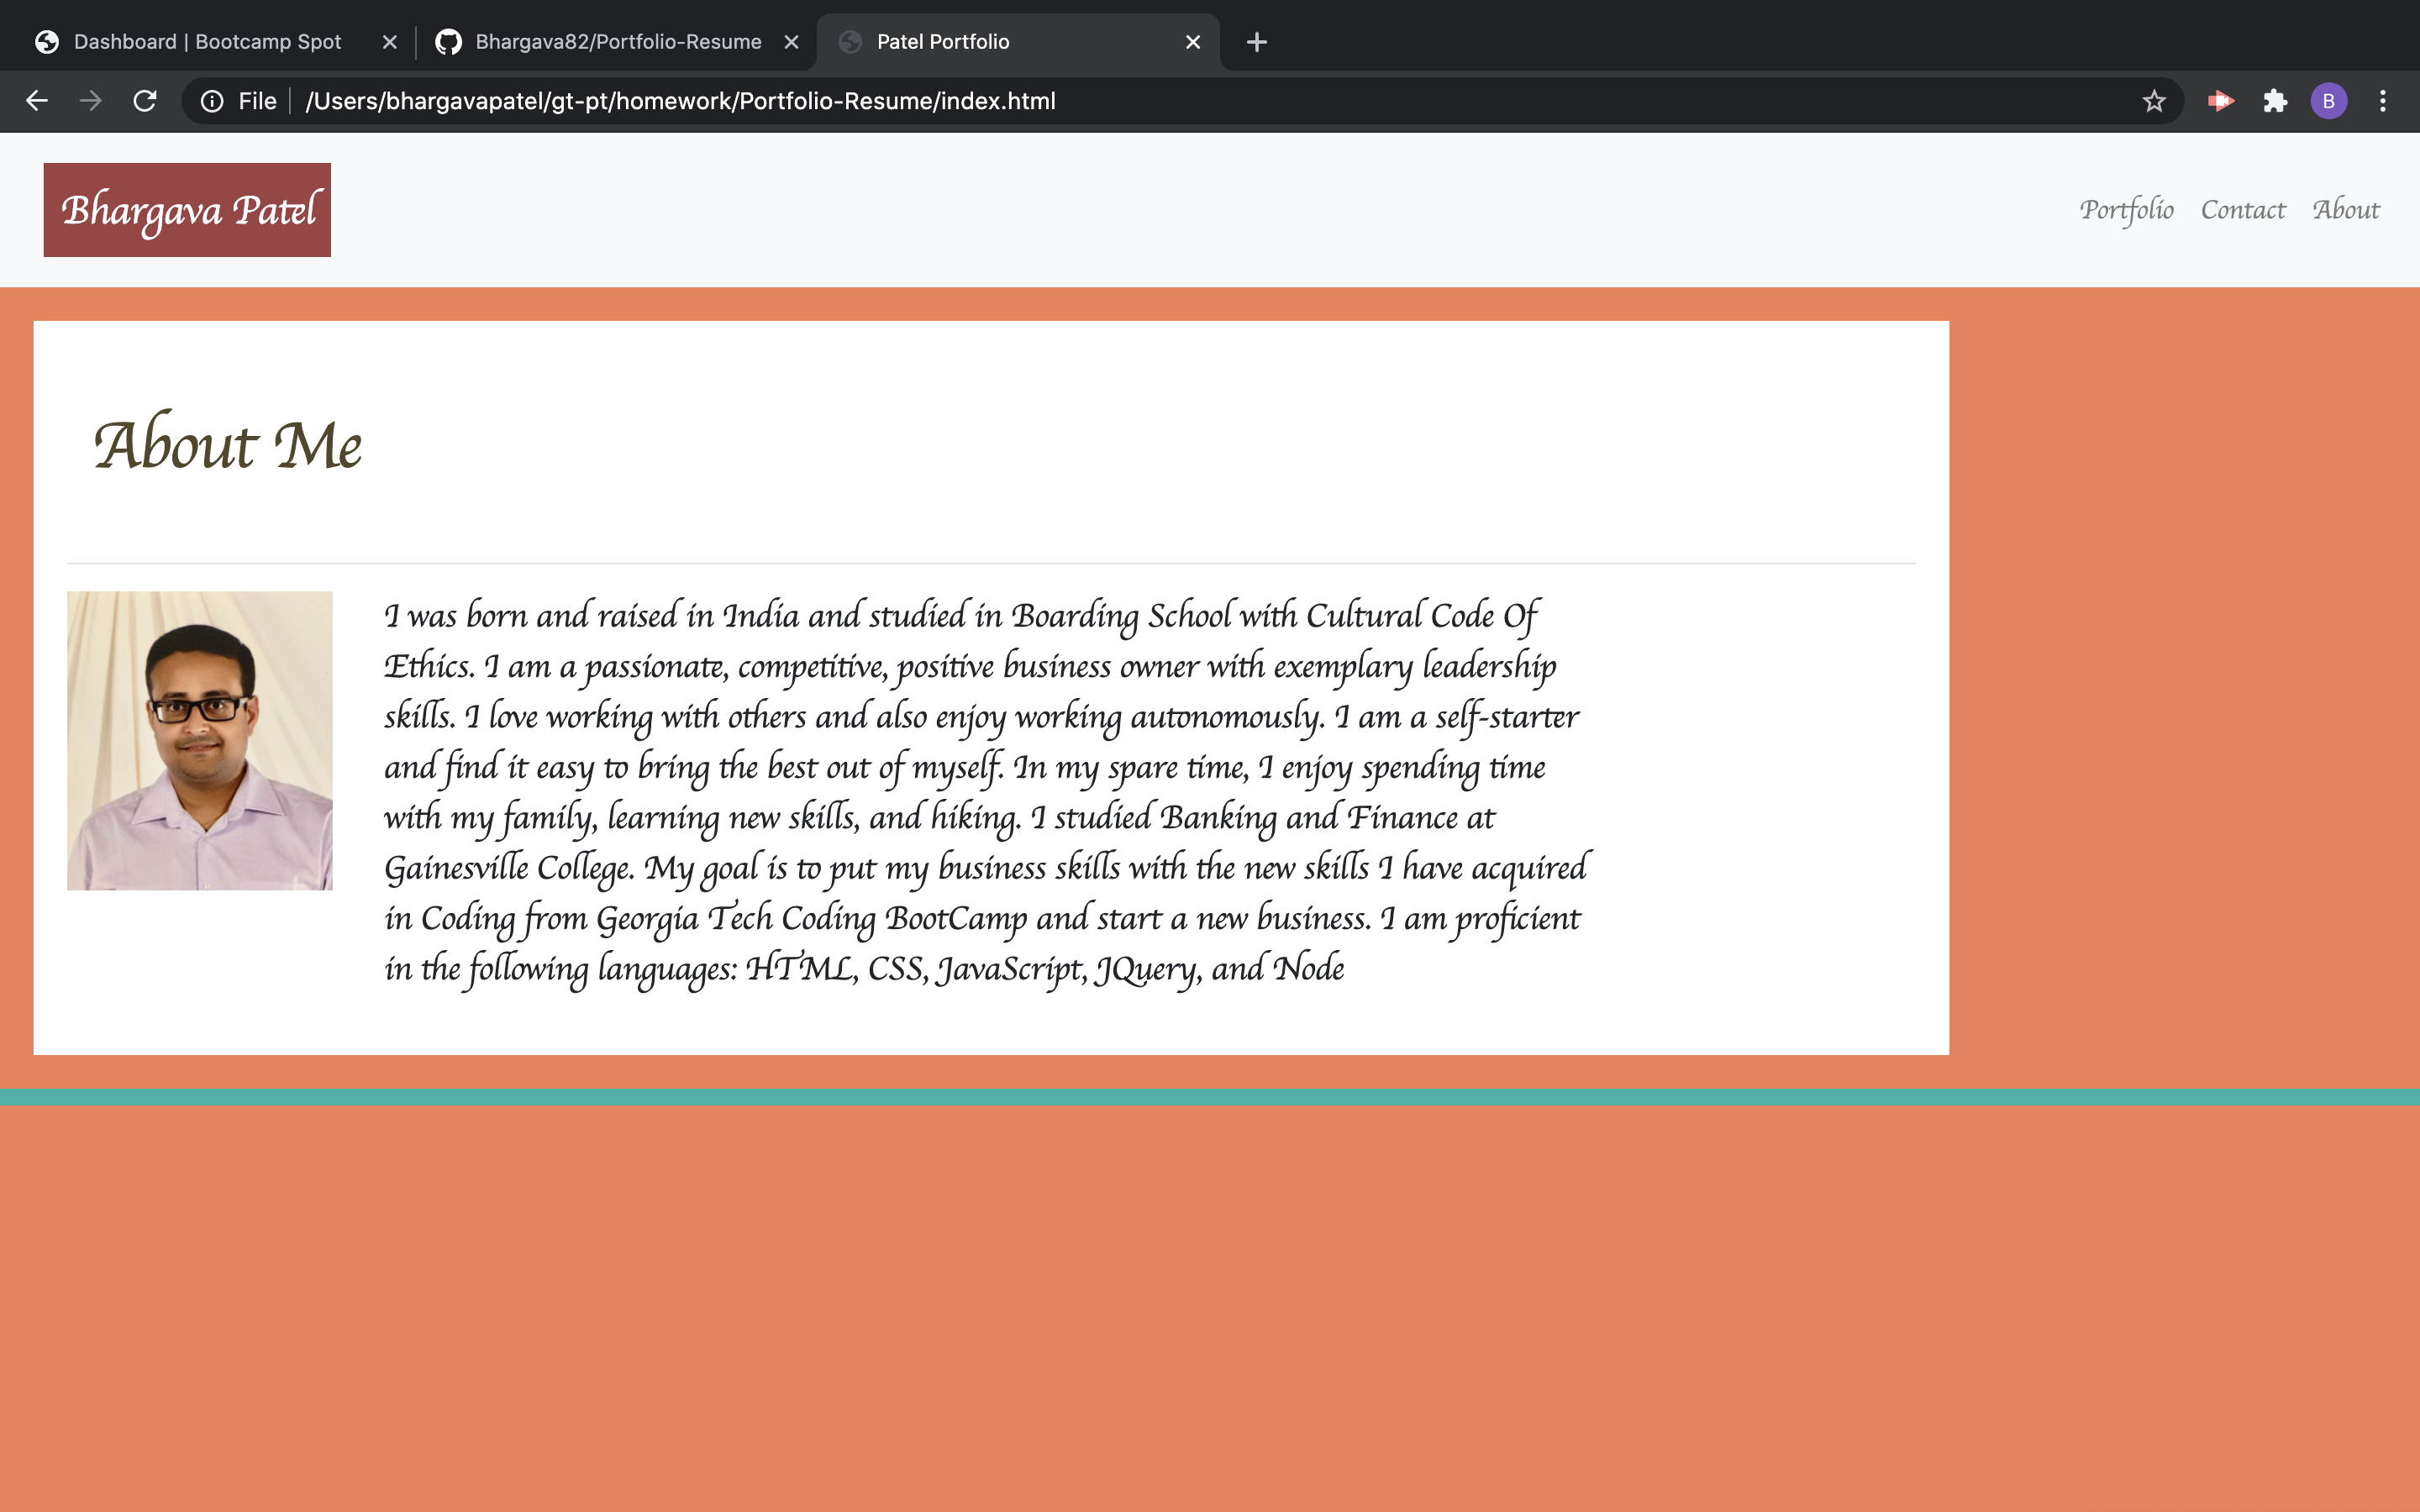 Dashboard | Bootcamp Spot
Bhargava82/Portfolio-Resume
Patel Portfolio
File
/Users/bhargavapatel/gt-pt/homework/Portfolio-Resume/index.html
B
Bhargava Patel
Portfolio Contact About
About Me
I was born and raised in India and studied in Boarding School with Cultural Code Of
Ethics. I am a passionate, competitive, positive business owner with exemplary leadership
skills. I love working with others and also enjoy working autonomously. I am a self-starter
and find it easy to bring the best out of myself. In my spare time, I enjoy spending time
with my family, learning new skills, and hiking. I studied Banking and Finance at
Gainesville College. My goal is to put my business skills with the new skills I have acquired
in Coding from Georgia Tech Coding BootCamp and start a new business. I am proficient
in the following languages: HTML, CSS, JavaScript, JQuery, and Node